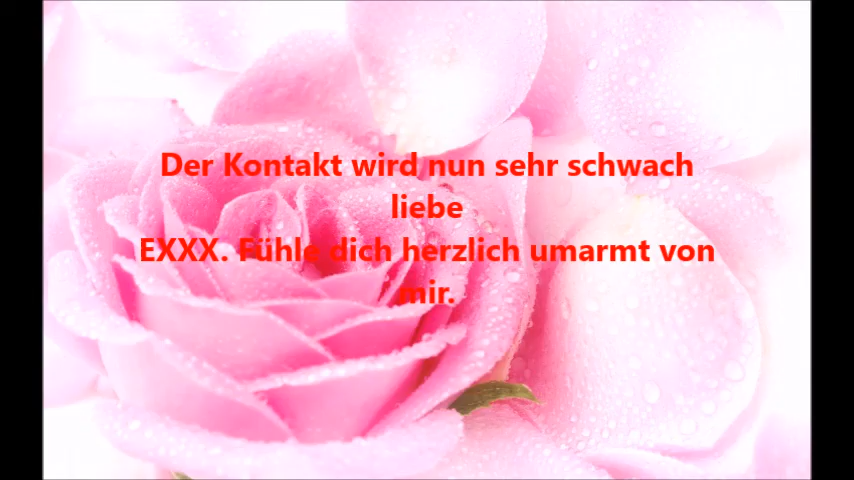 Der Kontakt wird nun sehr schwach
liebe
EXXX. Fühle dich herzlich umarmt von
mir.